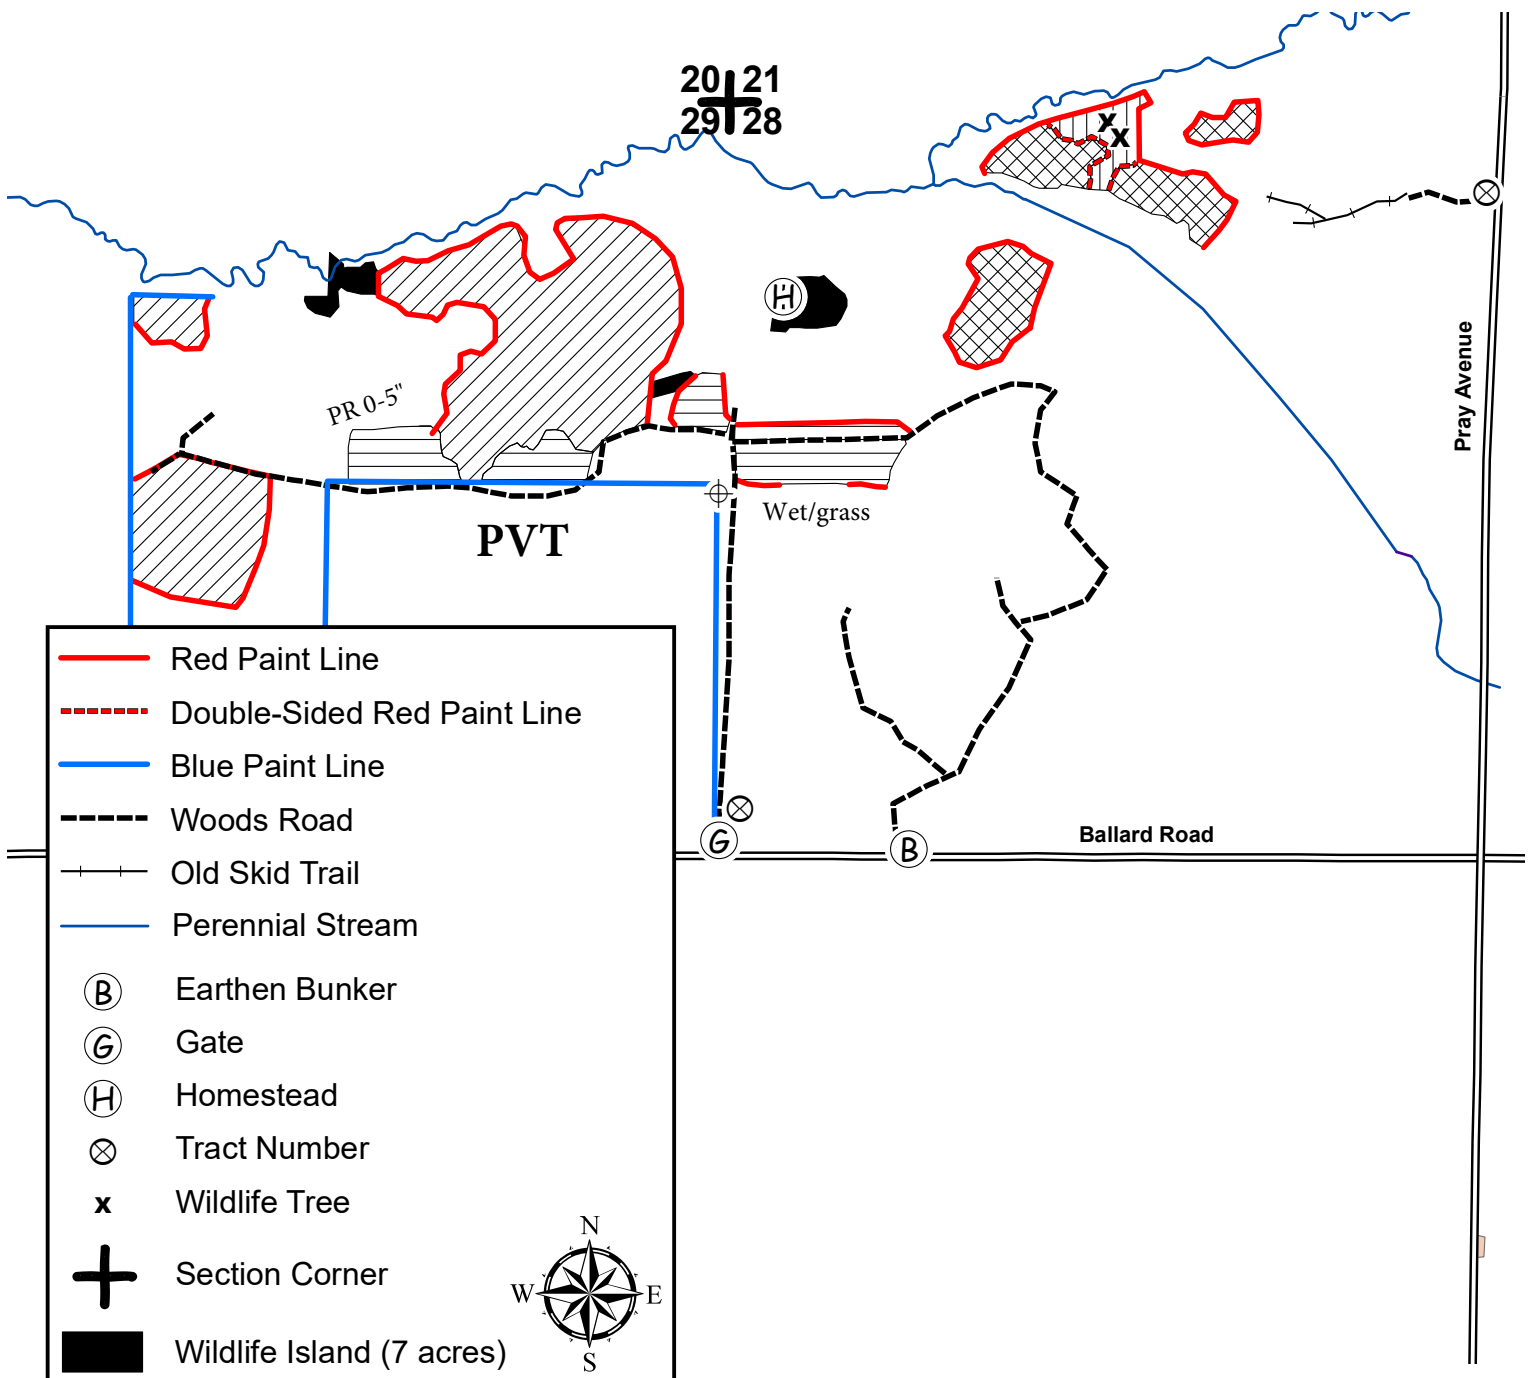 20 21
29 28
x
x
H
PR 0-5"
Pray Avenue
Wet/grass
PVT
Ballard Road
G
B
Red Paint Line
Double-Sided Red Paint Line
Blue Paint Line
Woods Road
Old Skid Trail
Perennial Stream
B Earthen Bunker
G Gate
H Homestead
Tract Number
x Wildlife Tree
Section Corner
Wildlife Island (7 acres)
N
W E
S